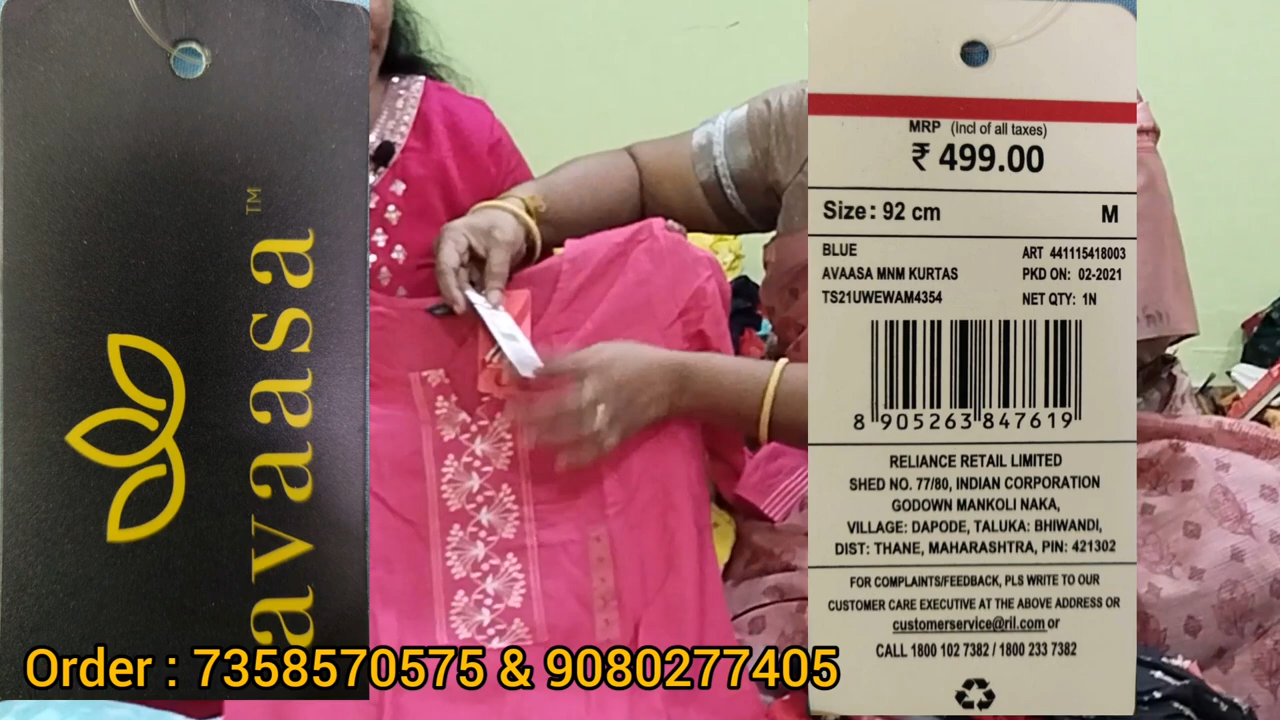 avaasa TM
MRP (Incl of all taxes)
₹ 499.00
Size: 92 cm M
BLUE ART 441115418003
AVAASA MNM KURTAS PKD ON: 02-2021
TS21UWEWAM4354 NET QTY: 1N
8 905263 847619
RELIANCE RETAIL LIMITED
SHED NO. 77/80, INDIAN CORPORATION
GODOWN MANKOLI NAKA,
VILLAGE: DAPODE, TALUKA: BHIWANDI,
DIST: THANE, MAHARASHTRA, PIN: 421302
FOR COMPLAINTS/FEEDBACK, PLS WRITE TO OUR
CUSTOMER CARE EXECUTIVE AT THE ABOVE ADDRESS OR
customerservice@ril.com or
CALL 1800 102 7382 / 1800 233 7382
Order : 7358570575 & 9080277405